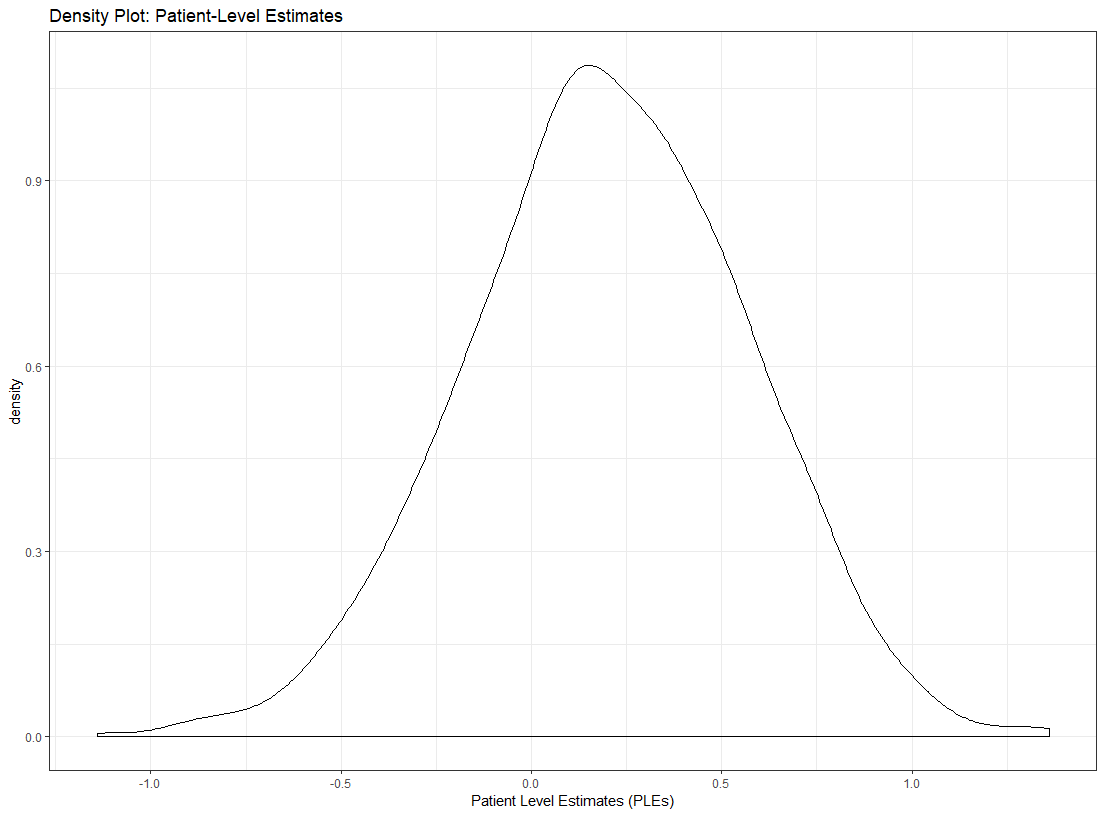 Density Plot: Patient-Level Estimates
density
0.9
0.6
0.3
0.0
-1.0 -0.5 0.0 0.5 1.0
Patient Level Estimates (PLEs)